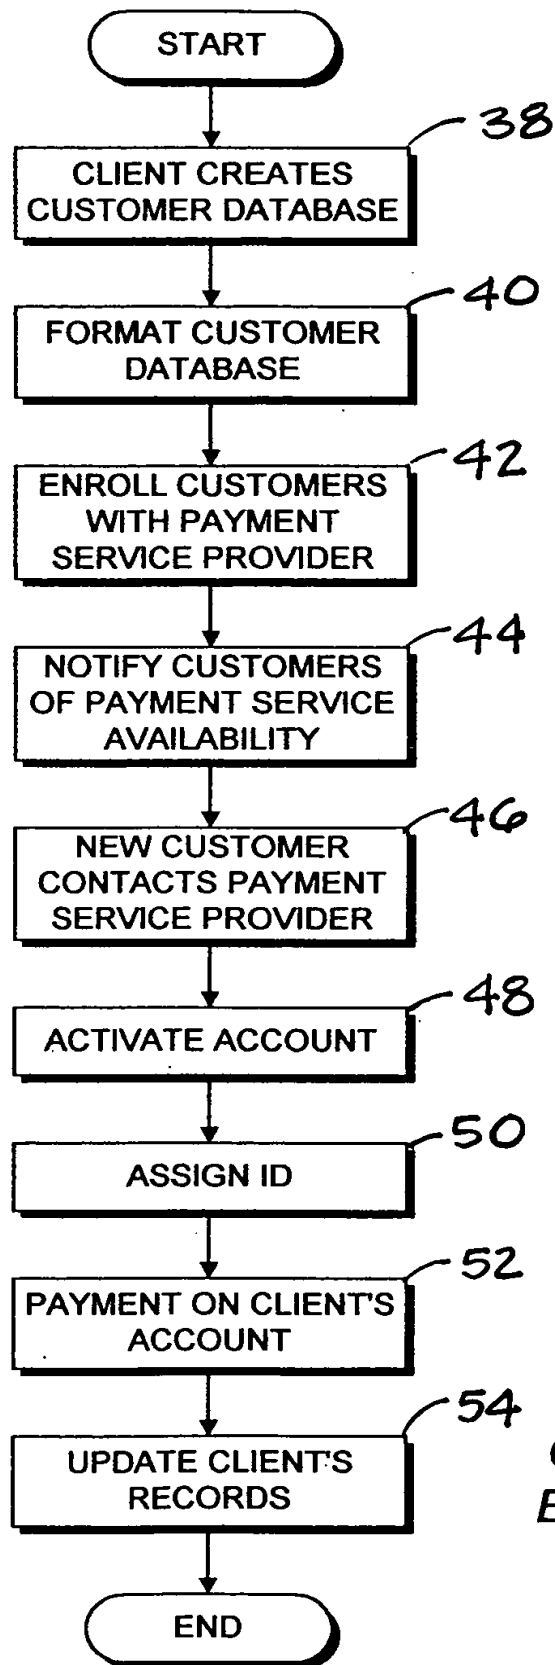 START
38
CLIENT CREATES
CUSTOMER DATABASE
40
FORMAT CUSTOMER
DATABASE
42
ENROLL CUSTOMERS
WITH PAYMENT
SERVICE PROVIDER
44
NOTIFY CUSTOMERS
OF PAYMENT SERVICE
AVAILABILITY
46
NEW CUSTOMER
CONTACTS PAYMENT
SERVICE PROVIDER
48
ACTIVATE ACCOUNT
50
ASSIGN ID
52
PAYMENT ON CLIENT'S
ACCOUNT
54
UPDATE CLIENT'S
RECORDS
END